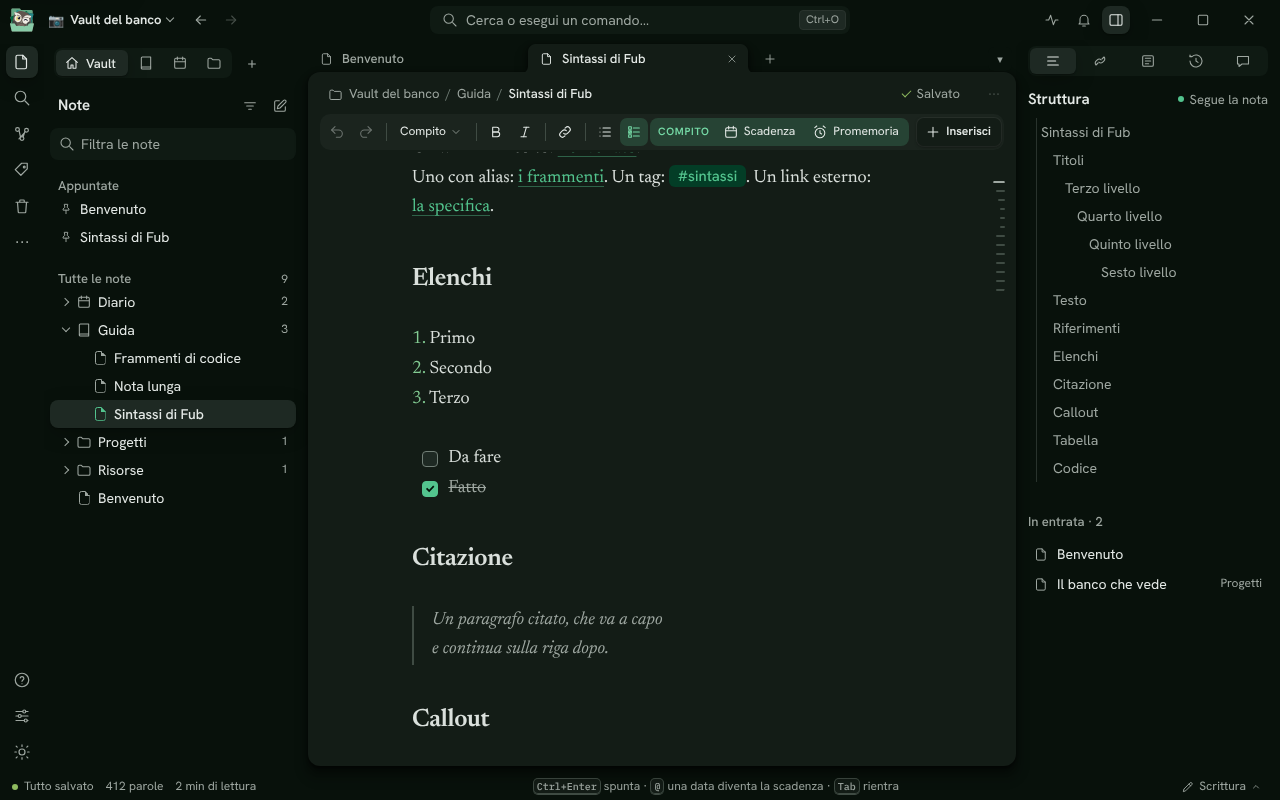 Vault del banco
Cerca o esegui un comando...
Ctrl+O
Vault
Benvenuto
Sintassi di Fub
Note
Vault del banco / Guida / Sintassi di Fub
Salvato
Struttura
Segue la nota
Compito
B
I
COMPITO
Scadenza
Promemoria
Inserisci
Filtra le note
Appuntate
Benvenuto
Sintassi di Fub
Tutte le note 9
Diario 2
Guida 3
Frammenti di codice
Nota lunga
Sintassi di Fub
Progetti 1
Risorse 1
Benvenuto
Uno con alias: i frammenti. Un tag: #sintassi. Un link esterno:
la specifica.
Elenchi
1. Primo
2. Secondo
3. Terzo
Da fare
Fatto
Citazione
Un paragrafo citato, che va a capo
e continua sulla riga dopo.
Callout
Sintassi di Fub
Titoli
Terzo livello
Quarto livello
Quinto livello
Sesto livello
Testo
Riferimenti
Elenchi
Citazione
Callout
Tabella
Codice
In entrata · 2
Benvenuto
Il banco che vede Progetti
Tutto salvato 412 parole 2 min di lettura
Ctrl+Enter spunta · @ una data diventa la scadenza · Tab rientra
Scrittura